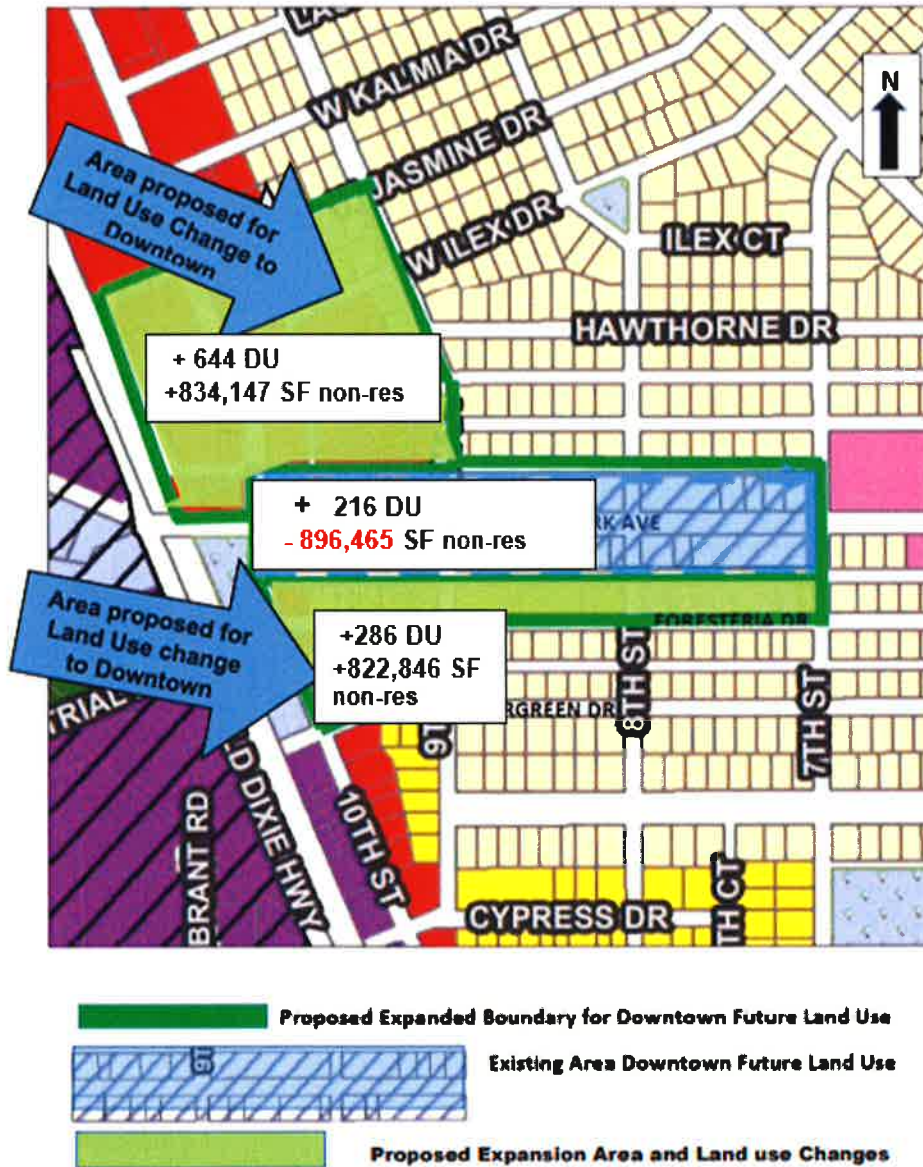 W KALMIA DR
N
JASMINE DR
Area proposed for
Land Use Change to
Downtown
W ILEX DR
ILEX CT
HAWTHORNE DR
+ 644 DU
+834,147 SF non-res
+ 216 DU
- 896,465 SF non-res
AVE
Area proposed for
Land Use change
to Downtown
+286 DU
+822,846 SF
non-res
FORESTERIA DR
8TH ST
7TH ST
DIXIE HWY
10TH ST
BRANT RD
CYPRESS DR
CT
Proposed Expanded Boundary for Downtown Future Land Use
Existing Area Downtown Future Land Use
Proposed Expansion Area and Land use Changes